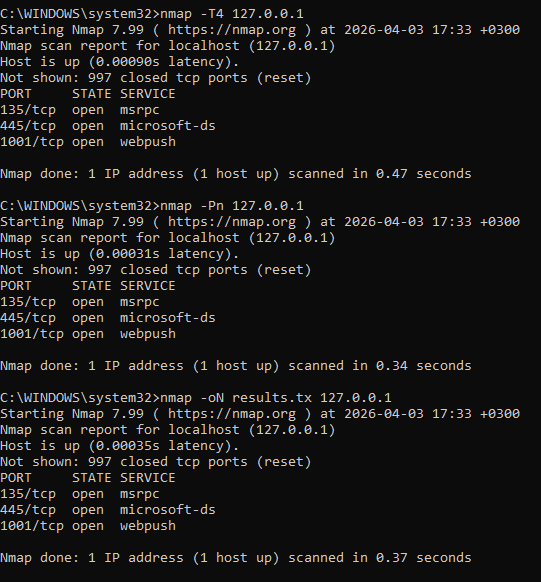 C:\WINDOWS\system32>nmap -T4 127.0.0.1
Starting Nmap 7.99 ( https://nmap.org ) at 2026-04-03 17:33 +0300
Nmap scan report for localhost (127.0.0.1)
Host is up (0.00090s latency).
Not shown: 997 closed tcp ports (reset)
PORT     STATE SERVICE
135/tcp  open  msrpc
445/tcp  open  microsoft-ds
1001/tcp open  webpush

Nmap done: 1 IP address (1 host up) scanned in 0.47 seconds

C:\WINDOWS\system32>nmap -Pn 127.0.0.1
Starting Nmap 7.99 ( https://nmap.org ) at 2026-04-03 17:33 +0300
Nmap scan report for localhost (127.0.0.1)
Host is up (0.00031s latency).
Not shown: 997 closed tcp ports (reset)
PORT     STATE SERVICE
135/tcp  open  msrpc
445/tcp  open  microsoft-ds
1001/tcp open  webpush

Nmap done: 1 IP address (1 host up) scanned in 0.34 seconds

C:\WINDOWS\system32>nmap -oN results.tx 127.0.0.1
Starting Nmap 7.99 ( https://nmap.org ) at 2026-04-03 17:33 +0300
Nmap scan report for localhost (127.0.0.1)
Host is up (0.00035s latency).
Not shown: 997 closed tcp ports (reset)
PORT     STATE SERVICE
135/tcp  open  msrpc
445/tcp  open  microsoft-ds
1001/tcp open  webpush

Nmap done: 1 IP address (1 host up) scanned in 0.37 seconds